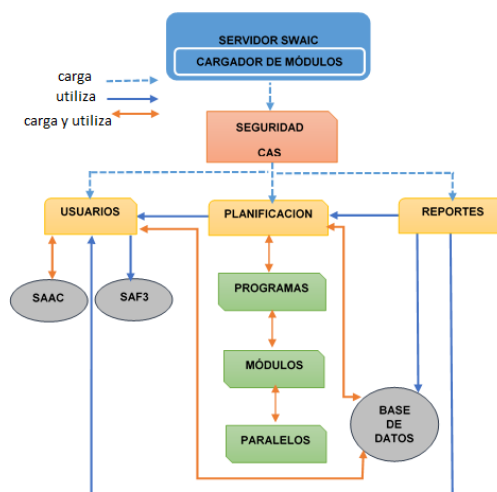 SERVIDOR SWAIC
CARGADOR DE MÓDULOS
carga
utiliza
carga y utiliza
SEGURIDAD
CAS
USUARIOS
PLANIFICACION
REPORTES
SAAC
SAF3
PROGRAMAS
MÓDULOS
PARALELOS
BASE
DE
DATOS